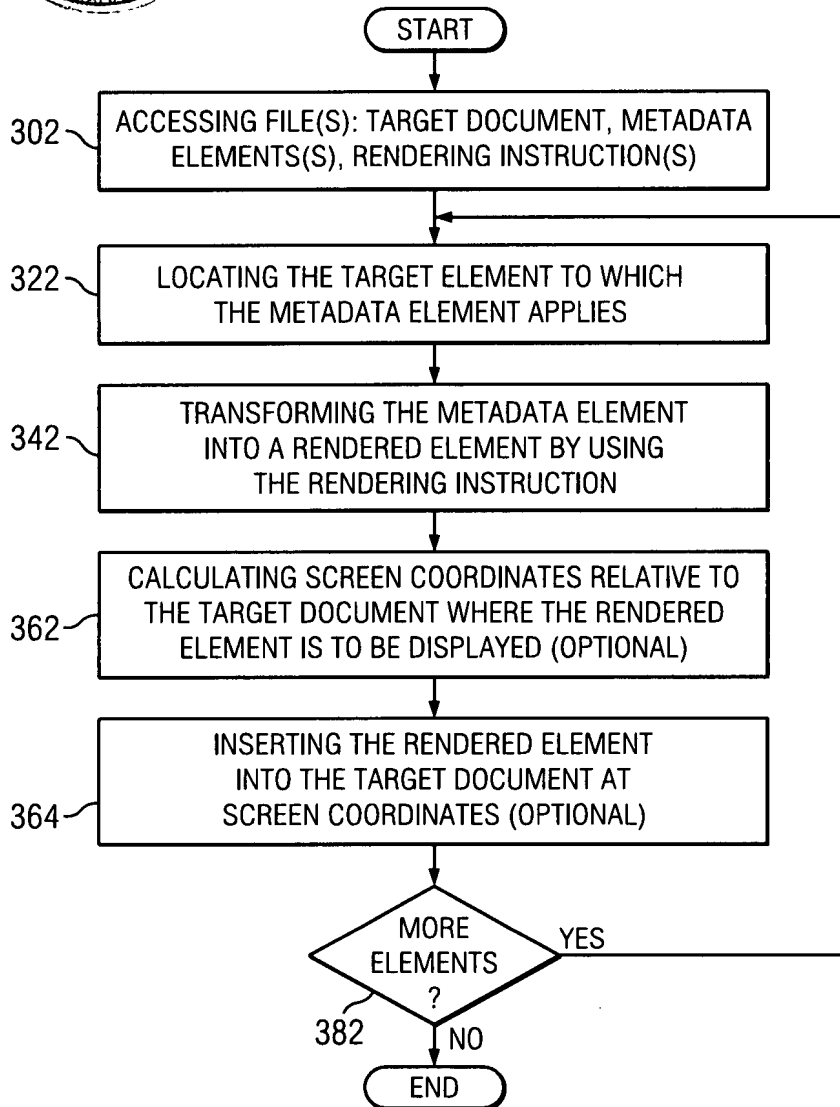 START
302
ACCESSING FILE(S): TARGET DOCUMENT, METADATA
ELEMENTS(S), RENDERING INSTRUCTION(S)
322
LOCATING THE TARGET ELEMENT TO WHICH
THE METADADA ELEMENT APPLIES
342
TRANSFORMING THE METADATA ELEMENT
INTO A RENDERED ELEMENT BY USING
THE RENDERING INSTRUCTION
362
CALCULATING SCREEN COORDINATES RELATIVE TO
THE TARGET DOCUMENT WHERE THE RENDERED
ELEMENT IS TO BE DISPLAYED (OPTIONAL)
364
INSERTING THE RENDERED ELEMENT
INTO THE TARGET DOCUMENT AT
SCREEN COORDINATES (OPTIONAL)
MORE
ELEMENTS
?
YES
382
NO
END